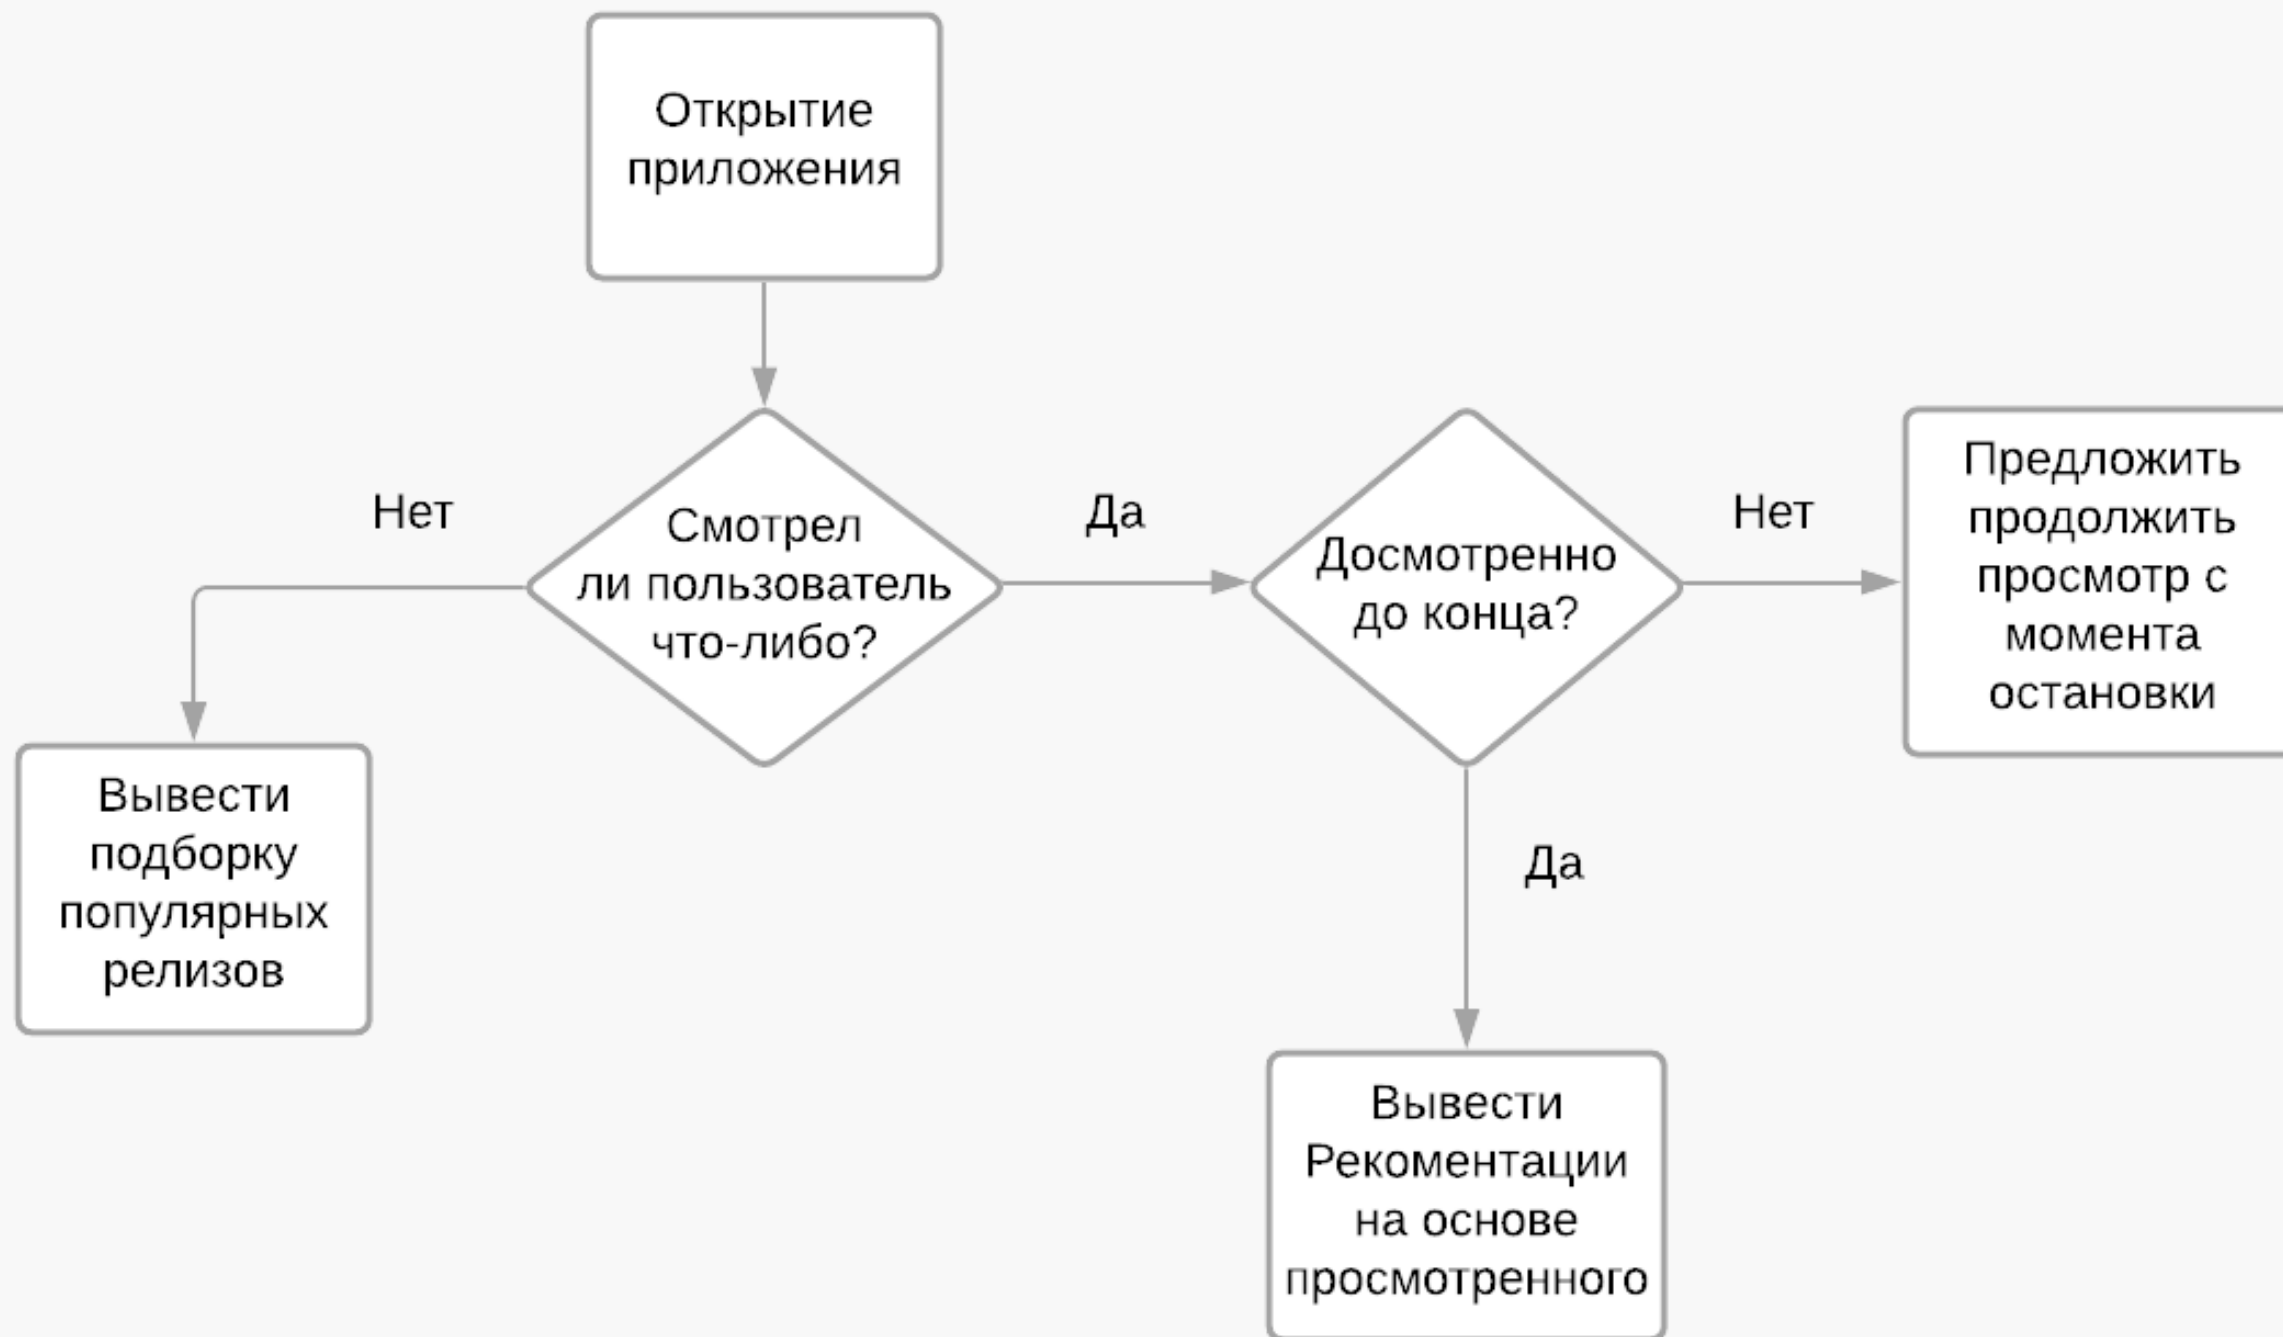 Открытие
приложения
Нет
Смотрел
ли пользователь
что-либо?
Да
Досмотренно
до конца?
Нет
Предложить
продолжить
просмотр с
момента
остановки
Вывести
подборку
популярных
релизов
Да
Вывести
Рекоментации
на основе
просмотренного